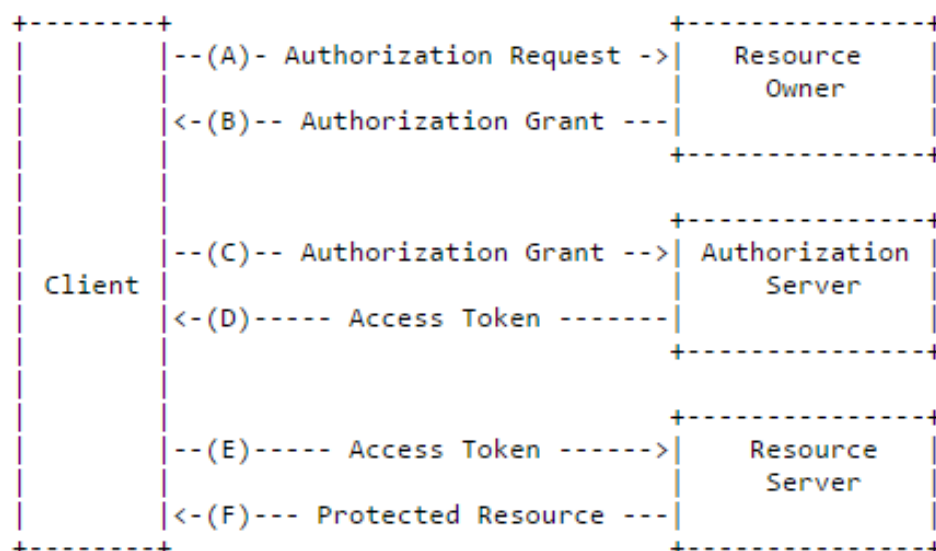 +--------+                               +---------------+
|        |--(A)- Authorization Request ->|   Resource    |
|        |                               |     Owner     |
|        |<-(B)-- Authorization Grant ---|               |
|        |                               +---------------+
|        |
|        |                               +---------------+
|        |--(C)-- Authorization Grant -->| Authorization |
| Client |                               |     Server    |
|        |<-(D)----- Access Token -------|               |
|        |                               +---------------+
|        |
|        |                               +---------------+
|        |--(E)----- Access Token ------>|    Resource   |
|        |                               |     Server    |
|        |<-(F)--- Protected Resource ---|               |
+--------+                               +---------------+